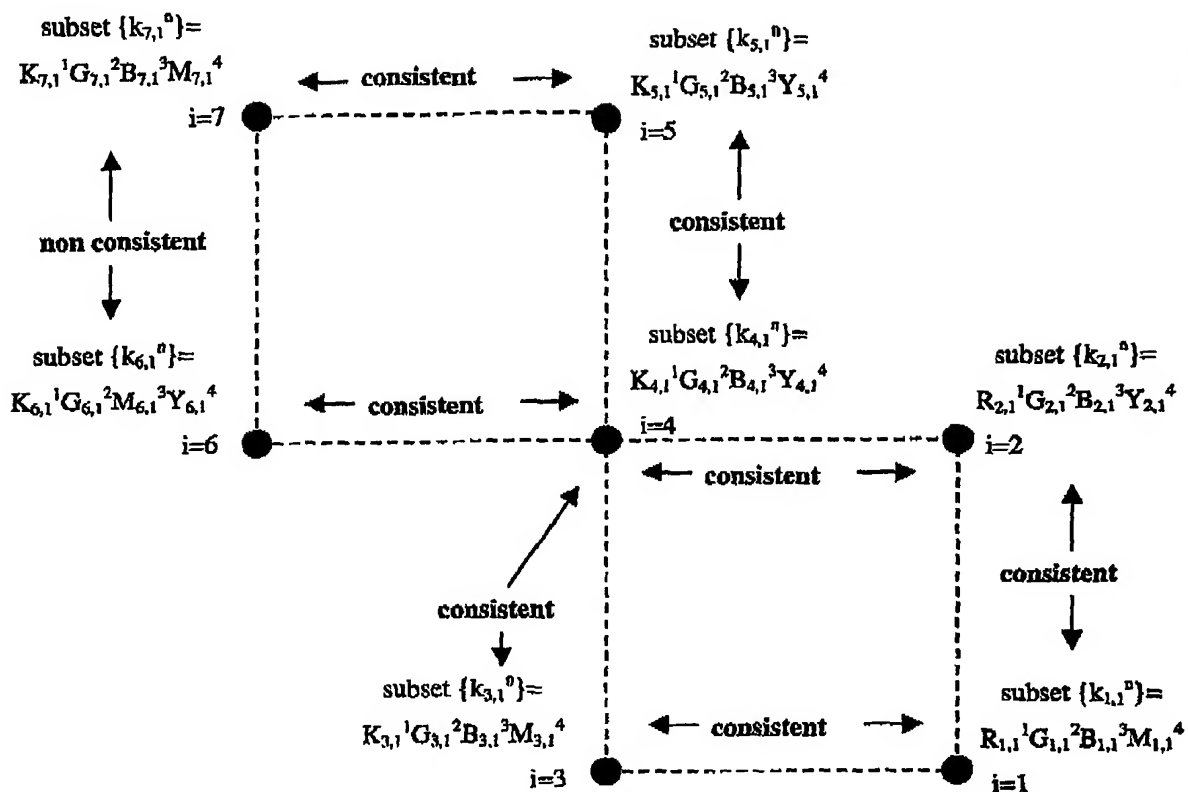 subset {k₇,₁ⁿ}=
K₇,₁¹G₇,₁²B₇,₁³M₇,₁⁴
i=7
consistent
subset {k₅,₁ⁿ}=
K₅,₁¹G₅,₁²B₅,₁³Y₅,₁⁴
i=5
non consistent
consistent
subset {k₆,₁ⁿ}=
K₆,₁¹G₆,₁²M₆,₁³Y₆,₁⁴
i=6
consistent
subset {k₄,₁ⁿ}=
K₄,₁¹G₄,₁²B₄,₁³Y₄,₁⁴
i=4
subset {k₂,₁ⁿ}=
R₂,₁¹G₂,₁²B₂,₁³Y₂,₁⁴
i=2
consistent
consistent
consistent
subset {k₃,₁ⁿ}=
K₃,₁¹G₃,₁²B₃,₁³M₃,₁⁴
i=3
consistent
subset {k₁,₁ⁿ}=
R₁,₁¹G₁,₁²B₁,₁³M₁,₁⁴
i=1